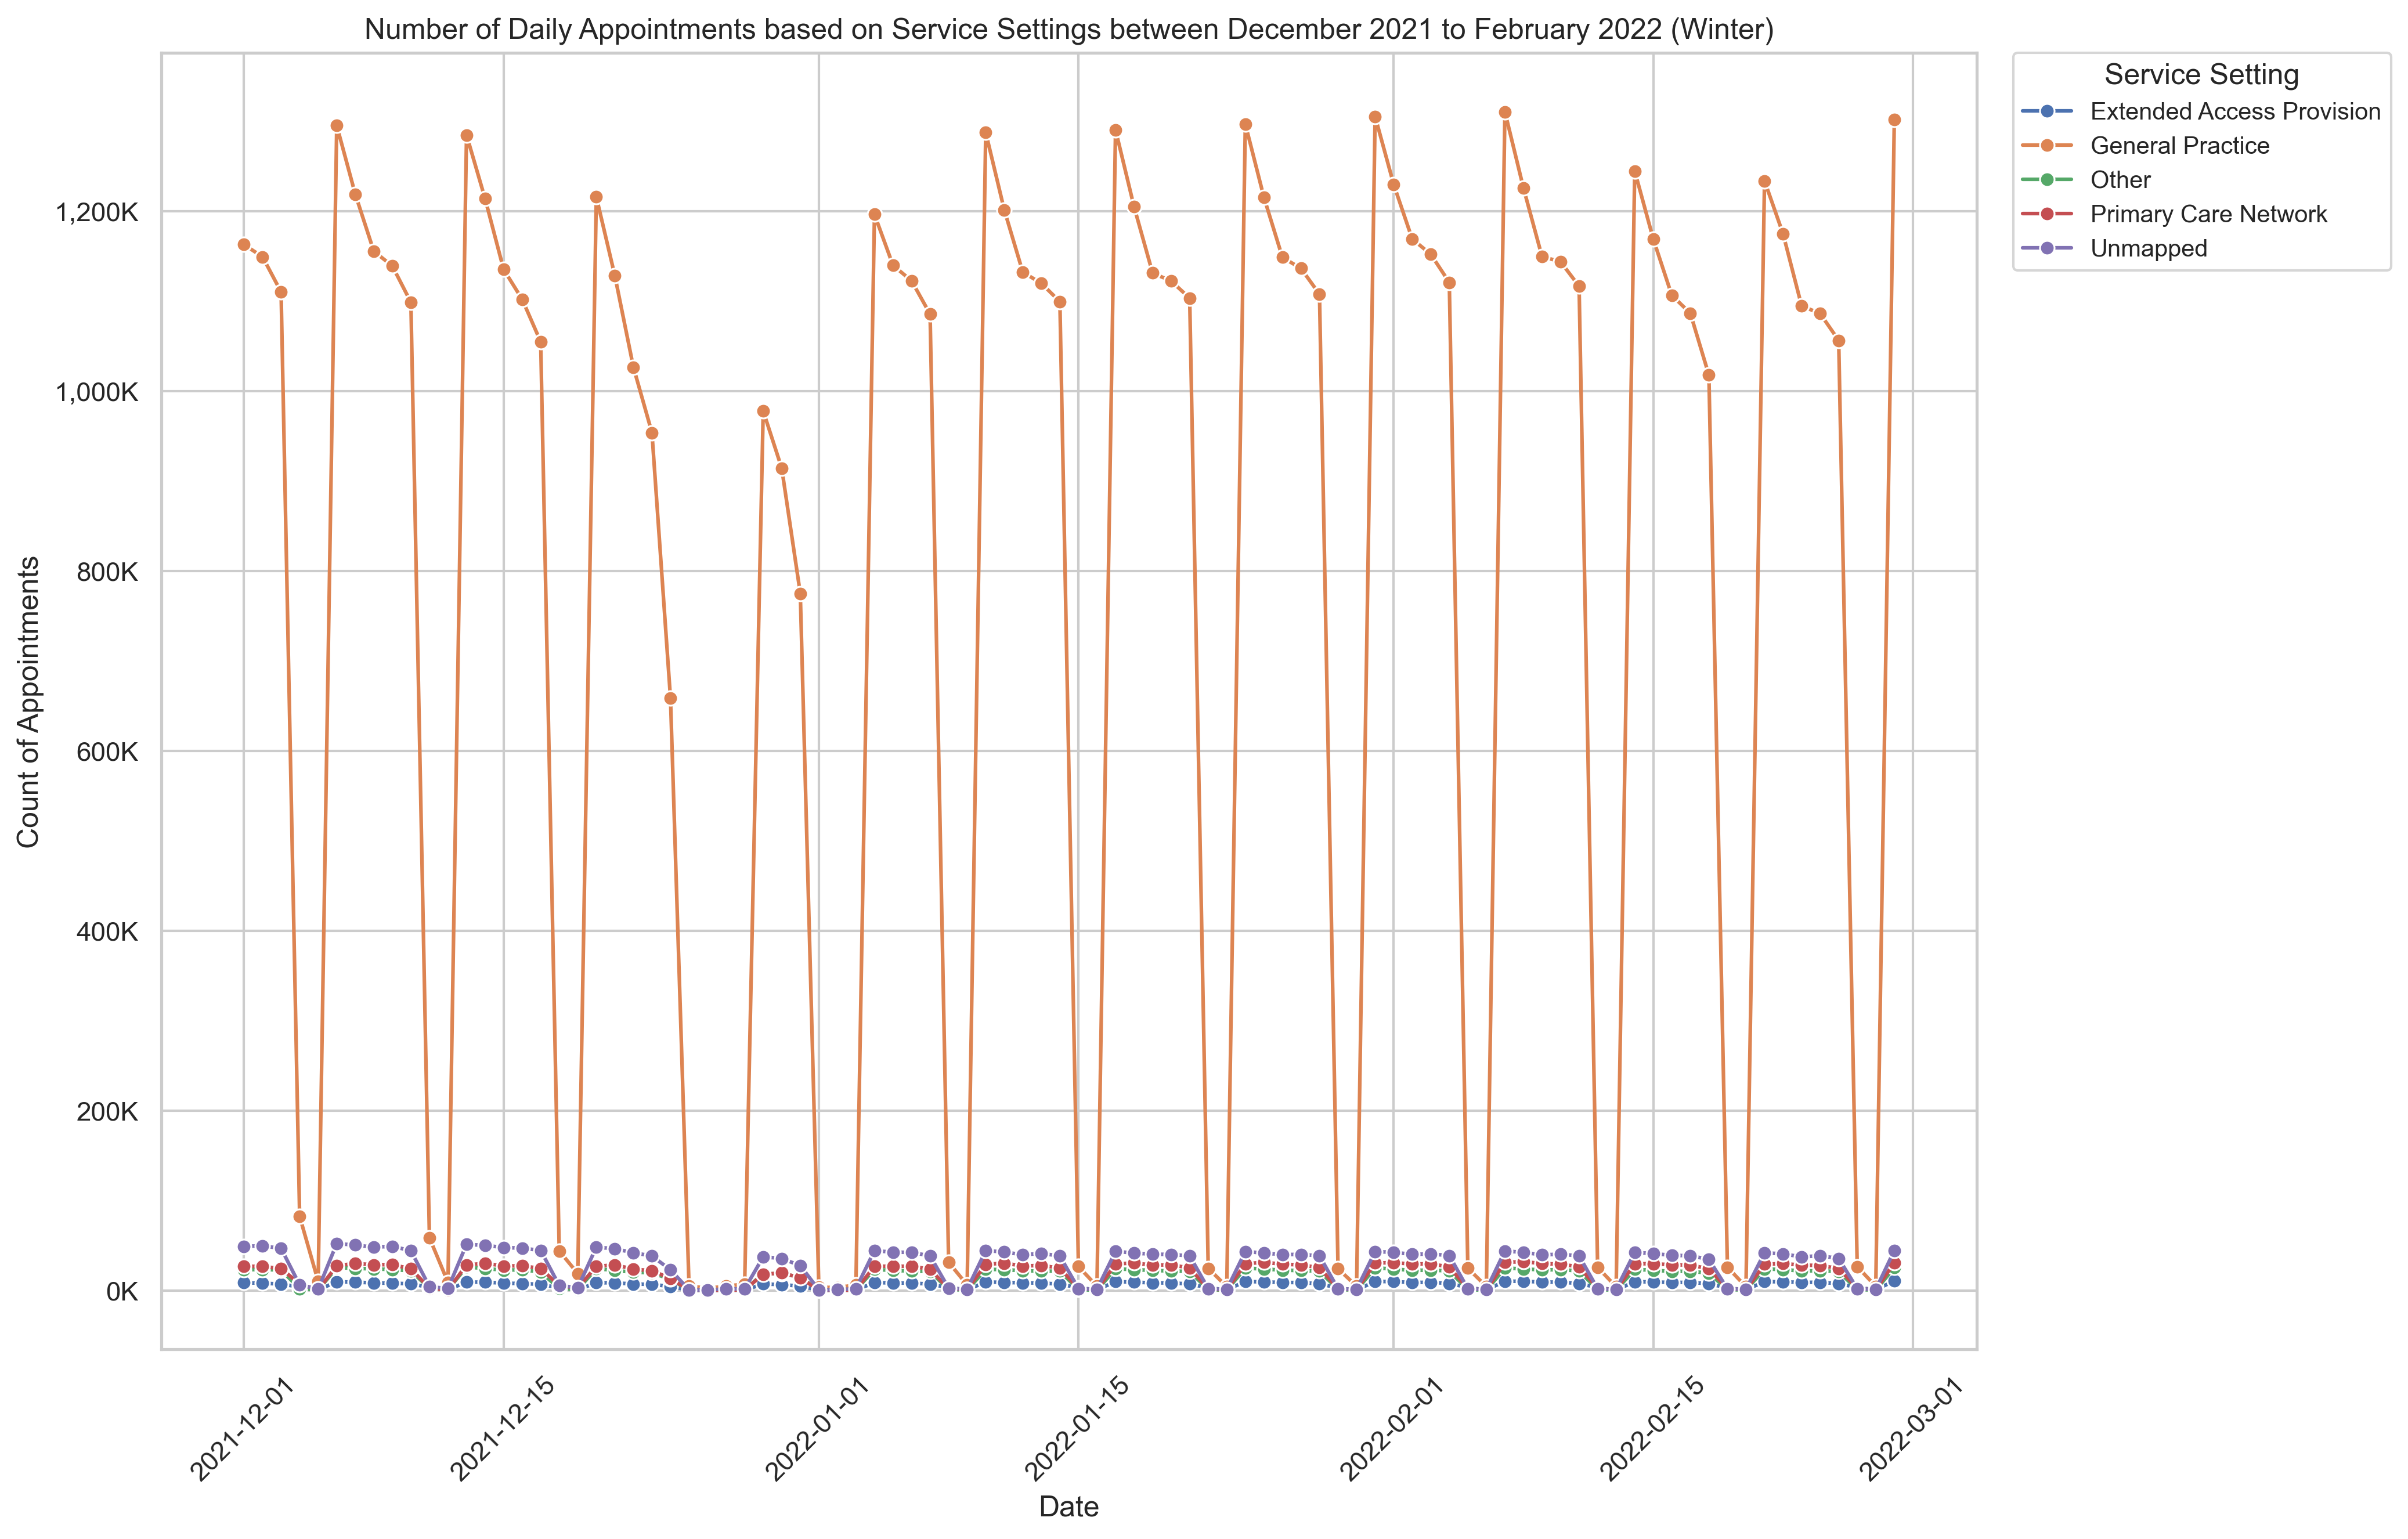 Number of Daily Appointments based on Service Settings between December 2021 to February 2022 (Winter)
Service Setting
Extended Access Provision
General Practice
Other
Primary Care Network
Unmapped
Count of Appointments
1,200K
1,000K
800K
600K
400K
200K
0K
2021-12-01
2021-12-15
2022-01-01
2022-01-15
2022-02-01
2022-02-15
2022-03-01
Date